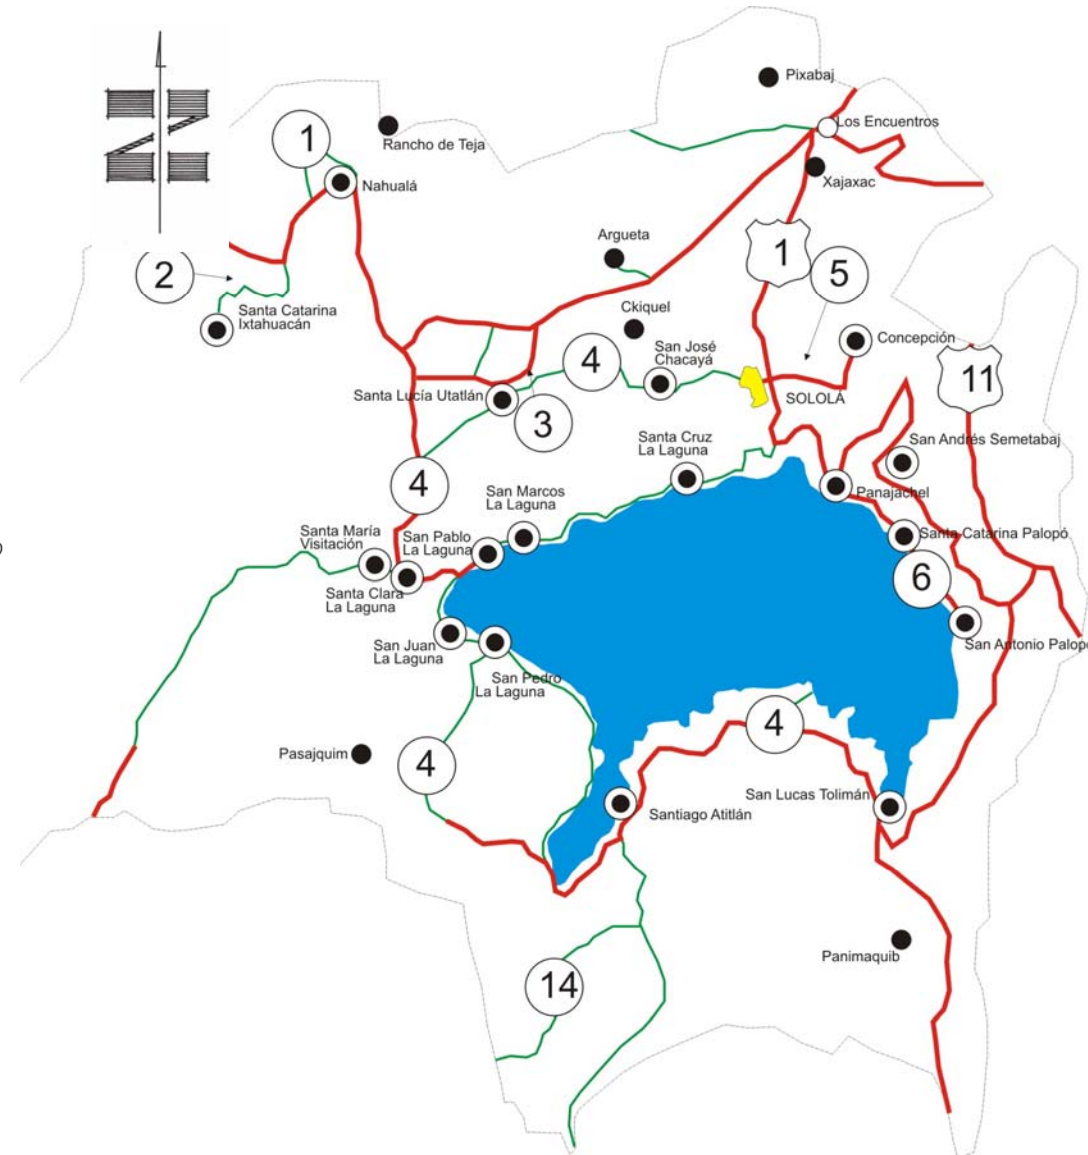 Pixabaj
Los Encuentros
1
Rancho de Teja
Xajaxac
Nahualá
Argueta
1
5
2
Santa Catarina
Ixtahuacán
Ckiquel
San José
Chacayá
Concepción
4
11
Santa Lucía Utatlán
SOLOLÁ
3
San Andrés Semetabaj
Santa Cruz
La Laguna
4
San Marcos
La Laguna
Panajachel
Santa María
Visitación
San Pablo
La Laguna
Santa Catarina Palopó
6
Santa Clara
La Laguna
San Juan
La Laguna
San Antonio Palopó
San Pedro
La Laguna
4
Pasajquim
4
San Lucas Tolimán
Santiago Atitlán
Panimaquib
14